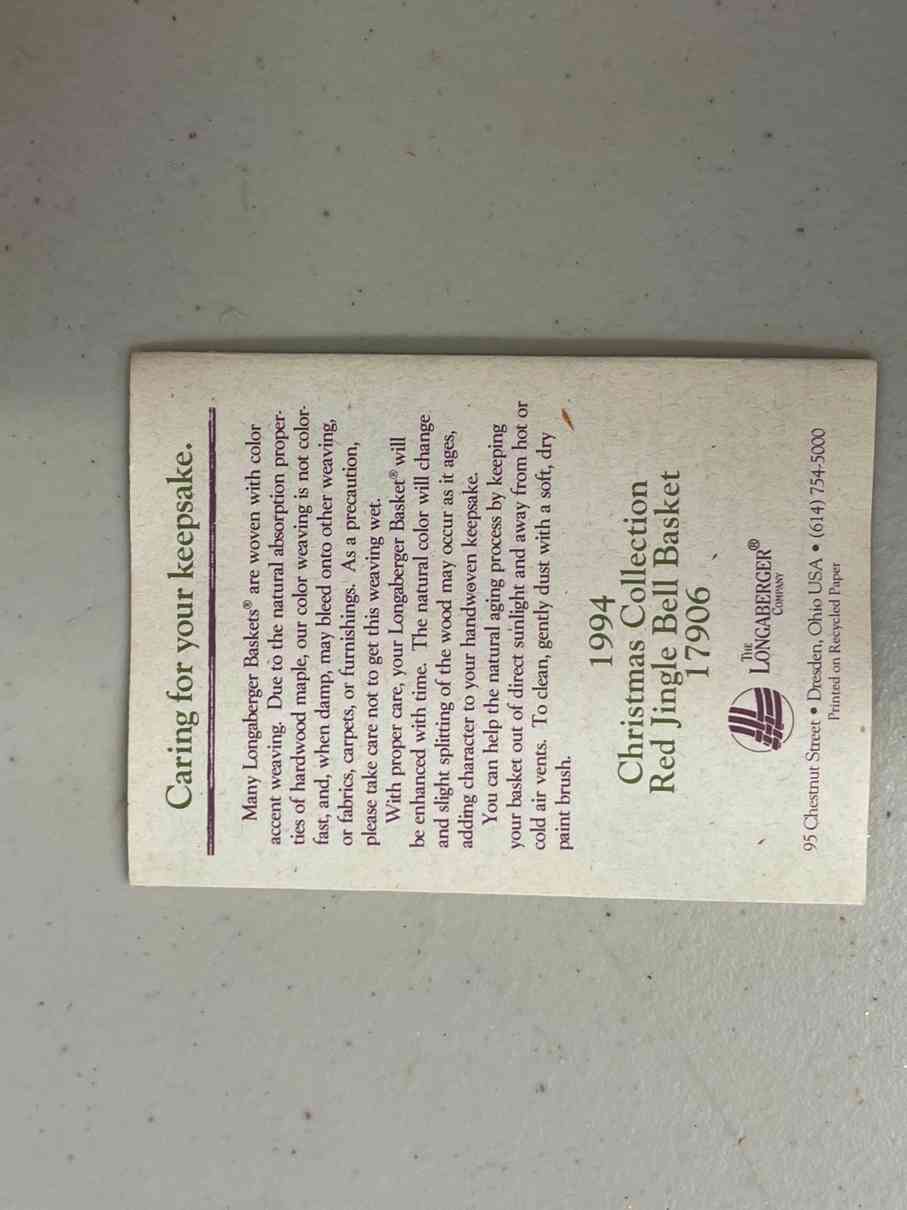 Caring for your keepsake.
Many Longaberger Baskets® are woven with color
accent weaving. Due to the natural absorption proper-
ties of hardwood maple, our color weaving is not color-
fast, and, when damp, may bleed onto other weaving,
or fabrics, carpets, or furnishings. As a precaution,
please take care not to get this weaving wet.
With proper care, your Longaberger Basket® will
be enhanced with time. The natural color will change
and slight splitting of the wood may occur as it ages,
adding character to your handwoven keepsake.
You can help the natural aging process by keeping
your basket out of direct sunlight and away from hot or
cold air vents. To clean, gently dust with a soft, dry
paint brush.
1994
Christmas Collection
Red Jingle Bell Basket
17906
THE
LONGABERGER®
COMPANY
95 Chestnut Street • Dresden, Ohio USA • (614) 754-5000
Printed on Recycled Paper